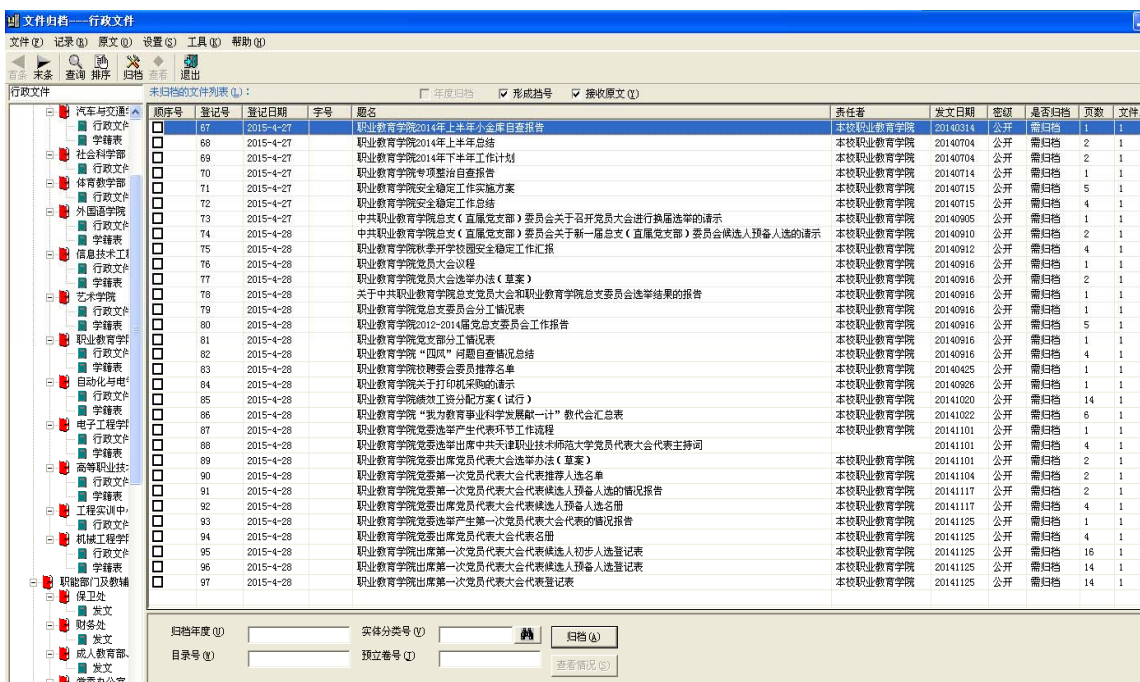 文件归档---行政文件
文件(F) 记录(R) 原文(O) 设置(S) 工具(K) 帮助(H)
首条 末条 查询 排序 归档 查看 退出
行政文件
未归档的文件列表(L): 年度归档 形成档号 接收原文(Y)
汽车与交通
行政文件
学籍表
社会科学部
行政文件
体育教学部
行政文件
外国语学院
行政文件
学籍表
信息技术工程
行政文件
学籍表
艺术学院
行政文件
学籍表
职业教育学院
行政文件
学籍表
自动化与电气
行政文件
学籍表
电子工程学院
行政文件
学籍表
高等职业技术
行政文件
学籍表
工程实训中心
行政文件
机械工程学院
行政文件
学籍表
职能部门及教辅
保卫处
发文
财务处
发文
成人教育部、
发文
党委办公室
顺序号 登记号 登记日期 字号 题名 责任者 发文日期 密级 是否归档 页数 文件
67 2015-4-27 职业教育学院2014年上半年小金库自查报告 本校职业教育学院 20140314 公开 需归档 1 1
68 2015-4-27 职业教育学院2014年上半年总结 本校职业教育学院 20140704 公开 需归档 2 1
69 2015-4-27 职业教育学院2014年下半年工作计划 本校职业教育学院 20140704 公开 需归档 2 1
70 2015-4-27 职业教育学院专项整治自查报告 本校职业教育学院 20140714 公开 需归档 1 1
71 2015-4-27 职业教育学院安全稳定工作实施方案 本校职业教育学院 20140715 公开 需归档 5 1
72 2015-4-27 职业教育学院安全稳定工作总结 本校职业教育学院 20140715 公开 需归档 4 1
73 2015-4-27 中共职业教育学院总支(直属党支部)委员会关于召开党员大会进行换届选举的请示 本校职业教育学院 20140905 公开 需归档 1 1
74 2015-4-28 中共职业教育学院总支(直属党支部)委员会关于新一届总支(直属党支部)委员会候选人预备人选的请示 本校职业教育学院 20140910 公开 需归档 2 1
75 2015-4-28 职业教育学院秋季开学校园安全稳定工作汇报 本校职业教育学院 20140912 公开 需归档 4 1
76 2015-4-28 职业教育学院党员大会议程 本校职业教育学院 20140916 公开 需归档 1 1
77 2015-4-28 职业教育学院党员大会选举办法(草案) 本校职业教育学院 20140916 公开 需归档 2 1
78 2015-4-28 关于中共职业教育学院总支党员大会和职业教育学院总支委员会选举结果的报告 本校职业教育学院 20140916 公开 需归档 1 1
79 2015-4-28 职业教育学院党总支委员会分工情况表 本校职业教育学院 20140916 公开 需归档 1 1
80 2015-4-28 职业教育学院2012-2014届党总支委员会工作报告 本校职业教育学院 20140916 公开 需归档 5 1
81 2015-4-28 职业教育学院党支部分工情况表 本校职业教育学院 20140916 公开 需归档 1 1
82 2015-4-28 职业教育学院“四风”问题自查情况总结 本校职业教育学院 20140916 公开 需归档 4 1
83 2015-4-28 职业教育学院校聘委会委员推荐名单 本校职业教育学院 20140425 公开 需归档 1 1
84 2015-4-28 职业教育学院关于打印机采购的请示 本校职业教育学院 20140926 公开 需归档 1 1
85 2015-4-28 职业教育学院绩效工资分配方案(试行) 本校职业教育学院 20141020 公开 需归档 14 1
86 2015-4-28 职业教育学院“我为教育事业科学发展献一计”教代会汇总表 本校职业教育学院 20141022 公开 需归档 6 1
87 2015-4-28 职业教育学院党委选举产生代表环节工作流程 本校职业教育学院 20141101 公开 需归档 1 1
88 2015-4-28 职业教育学院党委选举出席中共天津职业技术师范大学党员代表大会代表主持词 20141101 公开 需归档 4 1
89 2015-4-28 职业教育学院党委出席党员代表大会选举办法(草案) 本校职业教育学院 20141101 公开 需归档 2 1
90 2015-4-28 职业教育学院党委第一次党员代表大会代表推荐人选名单 本校职业教育学院 20141104 公开 需归档 2 1
91 2015-4-28 职业教育学院党委第一次党员代表大会代表候选人预备人选的情况报告 本校职业教育学院 20141117 公开 需归档 2 1
92 2015-4-28 职业教育学院党委出席党员代表大会代表候选人预备人选名册 本校职业教育学院 20141117 公开 需归档 4 1
93 2015-4-28 职业教育学院党委选举产生第一次党员代表大会代表的情况报告 本校职业教育学院 20141125 公开 需归档 1 1
94 2015-4-28 职业教育学院党委出席党员代表大会代表名册 本校职业教育学院 20141125 公开 需归档 4 1
95 2015-4-28 职业教育学院出席第一次党员代表大会代表候选人初步人选登记表 本校职业教育学院 20141125 公开 需归档 16 1
96 2015-4-28 职业教育学院出席第一次党员代表大会代表候选人预备人选登记表 本校职业教育学院 20141125 公开 需归档 14 1
97 2015-4-28 职业教育学院出席第一次党员代表大会代表登记表 本校职业教育学院 20141125 公开 需归档 14 1
归档年度(U) 实体分类号(V) 归档(A)
目录号(W) 预立卷号(T) 查看情况(S)